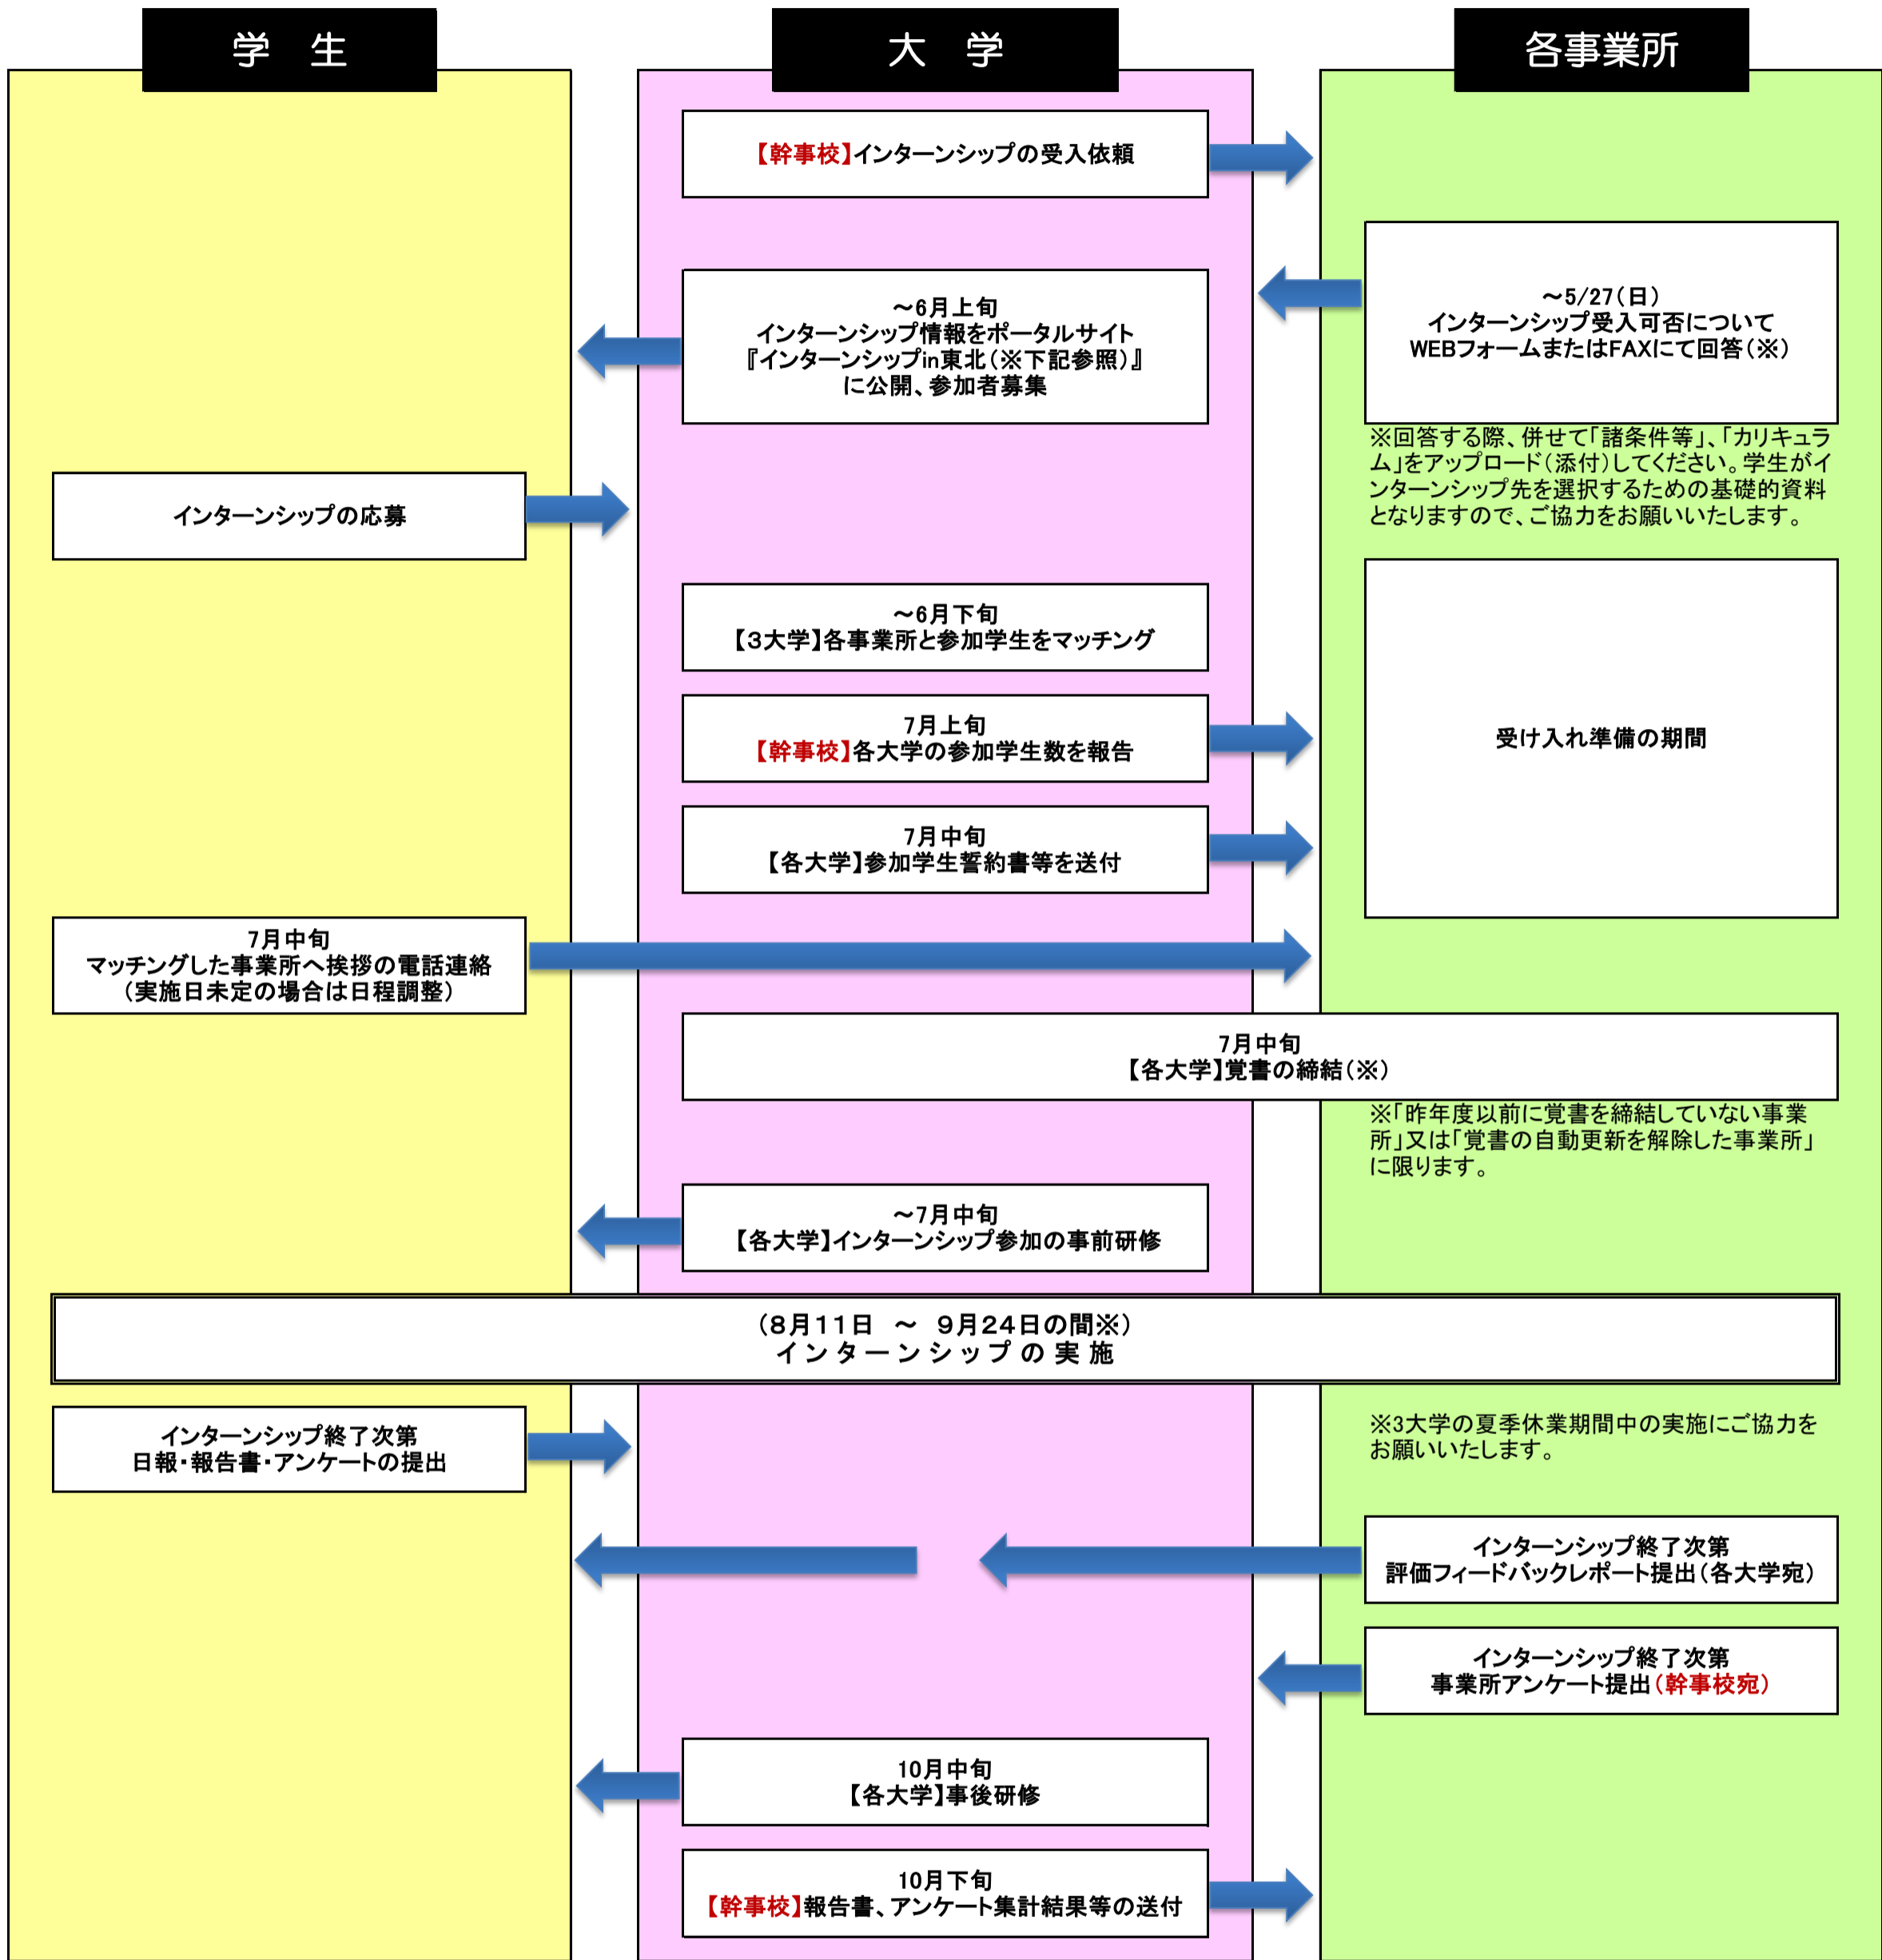 学　生
大　学
各事業所
【幹事校】インターンシップの受入依頼
～5/27（日）
インターンシップ受入可否について
WEBフォームまたはFAXにて回答（※）
～6月上旬
インターンシップ情報をポータルサイト
『インターンシップin東北（※下記参照）』
に公開、参加者募集
※回答する際、併せて「諸条件等」、「カリキュラ
ム」をアップロード（添付）してください。学生がイ
ンターンシップ先を選択するための基礎的資料
となりますので、ご協力をお願いいたします。
インターンシップの応募
～6月下旬
【３大学】各事業所と参加学生をマッチング
7月上旬
【幹事校】各大学の参加学生数を報告
受け入れ準備の期間
7月中旬
【各大学】参加学生誓約書等を送付
7月中旬
マッチングした事業所へ挨拶の電話連絡
（実施日未定の場合は日程調整）
7月中旬
【各大学】覚書の締結（※）
※「昨年度以前に覚書を締結していない事業
所」又は「覚書の自動更新を解除した事業所」
に限ります。
～7月中旬
【各大学】インターンシップ参加の事前研修
（８月１１日　～　９月２４日の間※）
インターンシップの実施
インターンシップ終了次第
日報・報告書・アンケートの提出
※3大学の夏季休業期間中の実施にご協力を
お願いいたします。
インターンシップ終了次第
評価フィードバックレポート提出（各大学宛）
インターンシップ終了次第
事業所アンケート提出（幹事校宛）
10月中旬
【各大学】事後研修
10月下旬
【幹事校】報告書、アンケート集計結果等の送付